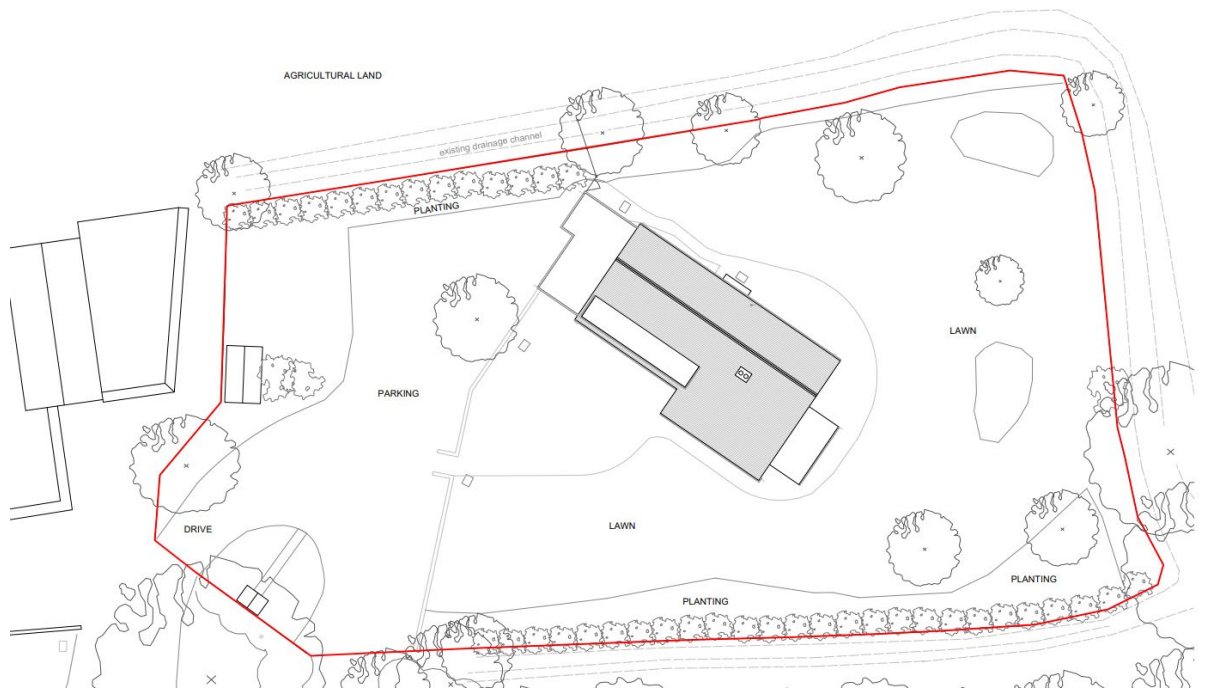 AGRICULTURAL LAND
existing drainage channel
PLANTING
LAWN
PARKING
DRIVE
LAWN
PLANTING
PLANTING